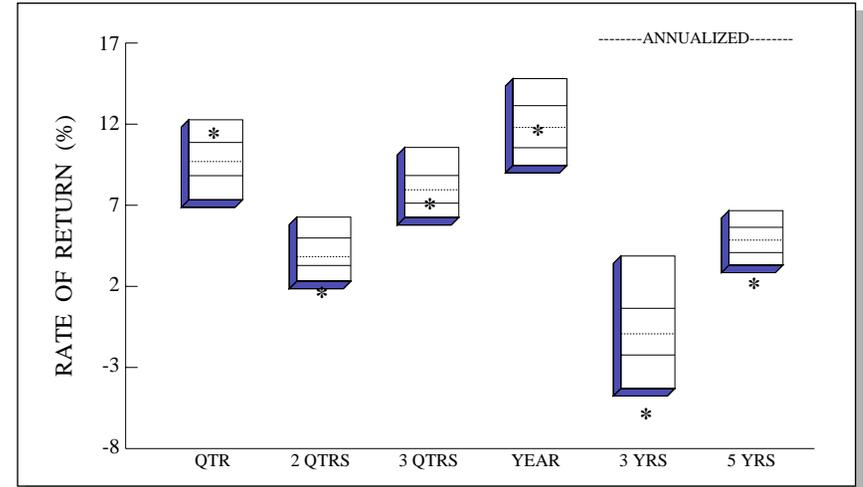 --------ANNUALIZED-------
RATE OF RETURN (%)
17
12
7
2
-3
-8
QTR 2 QTRS 3 QTRS YEAR 3 YRS 5 YRS